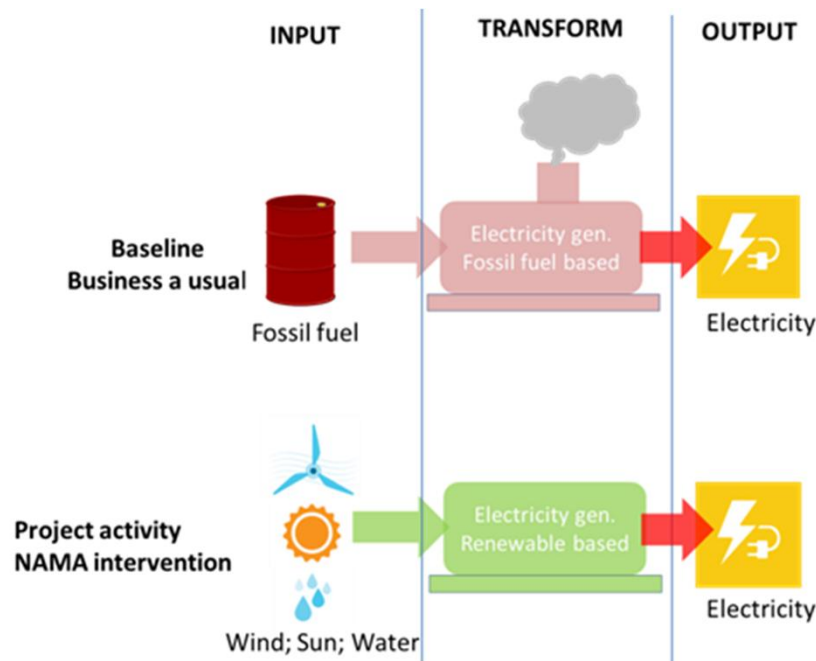 INPUT
TRANSFORM
OUTPUT
Baseline
Business a usual
Fossil fuel
Electricity gen.
Fossil fuel based
Electricity
Project activity
NAMA intervention
Wind; Sun; Water
Electricity gen.
Renewable based
Electricity